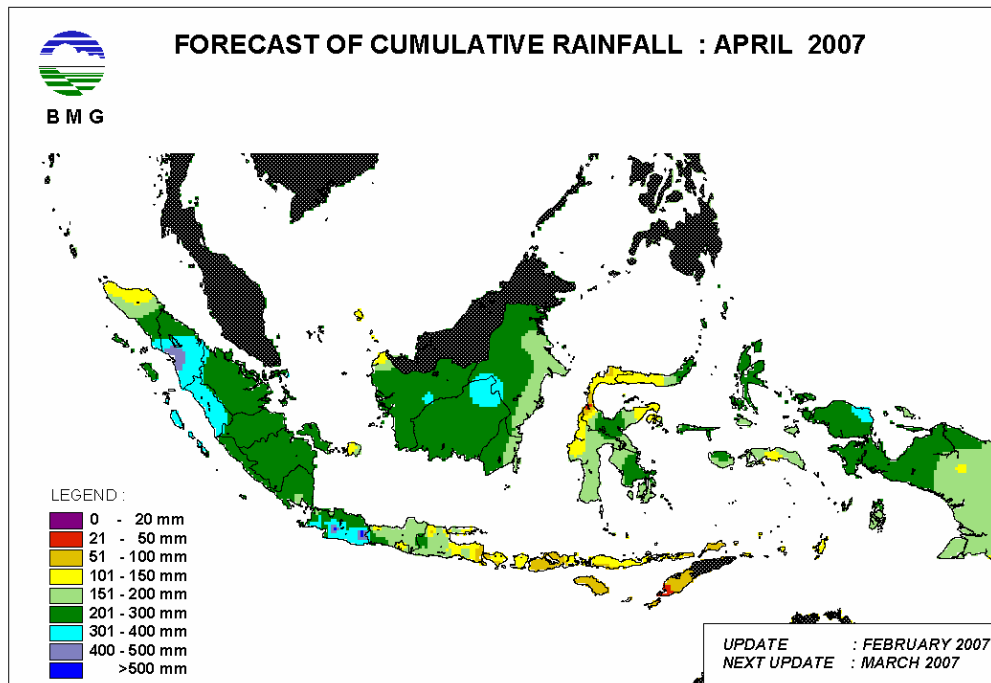 FORECAST OF CUMULATIVE RAINFALL : APRIL 2007
B M G
LEGEND :
0 - 20 mm
21 - 50 mm
51 - 100 mm
101 - 150 mm
151 - 200 mm
201 - 300 mm
301 - 400 mm
400 - 500 mm
>500 mm
UPDATE : FEBRUARY 2007
NEXT UPDATE : MARCH 2007